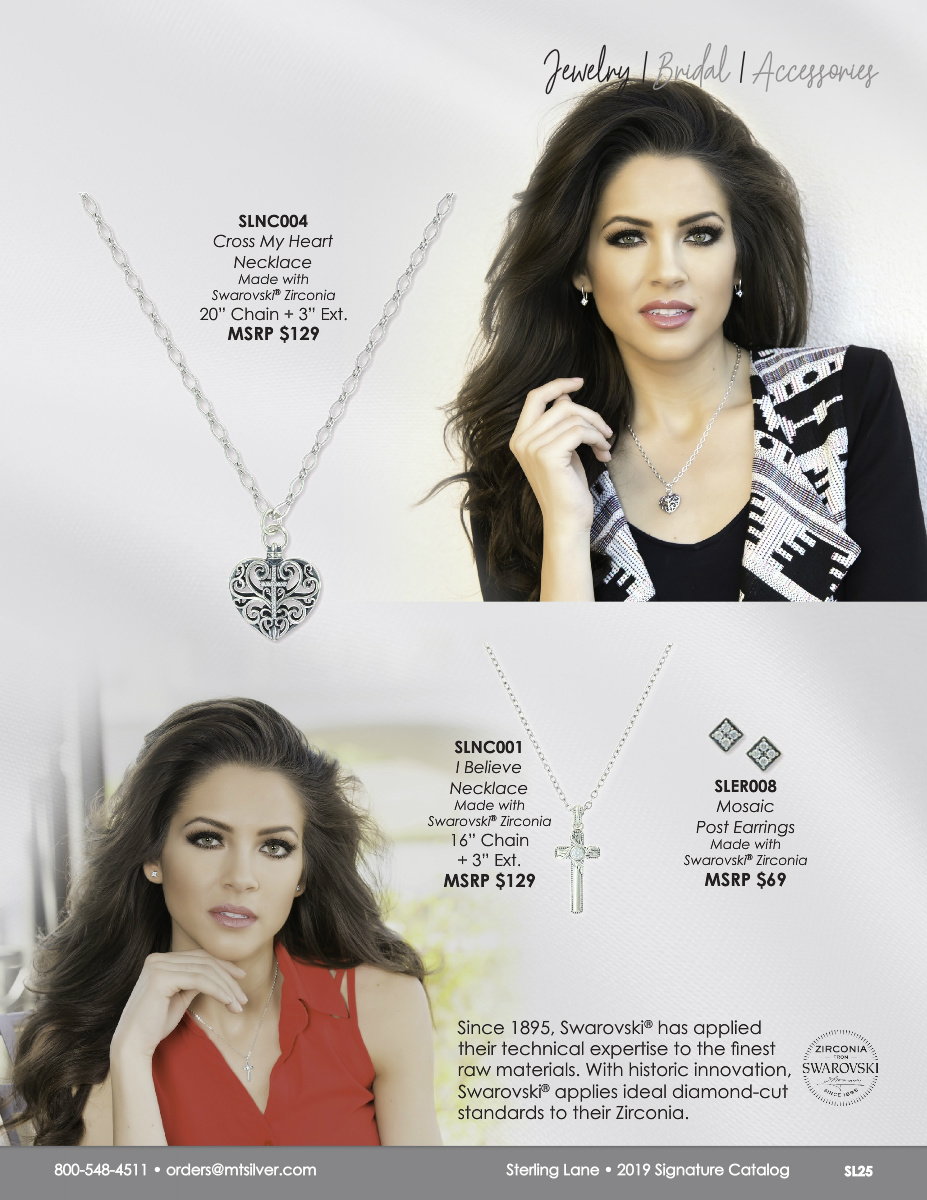 Jewelry | Bridal | Accessories
SLNC004
Cross My Heart
Necklace
Made with
Swarovski® Zirconia
20” Chain + 3” Ext.
MSRP $129
SLNC001
I Believe
Necklace
Made with
Swarovski® Zirconia
16” Chain
+ 3” Ext.
MSRP $129
SLER008
Mosaic
Post Earrings
Made with
Swarovski® Zirconia
MSRP $69
Since 1895, Swarovski® has applied
their technical expertise to the finest
raw materials. With historic innovation,
Swarovski® applies ideal diamond-cut
standards to their Zirconia.
ZIRCONIA
FROM
SWAROVSKI
SINCE 1895
800-548-4511 • orders@mtsilver.com
Sterling Lane • 2019 Signature Catalog
SL25